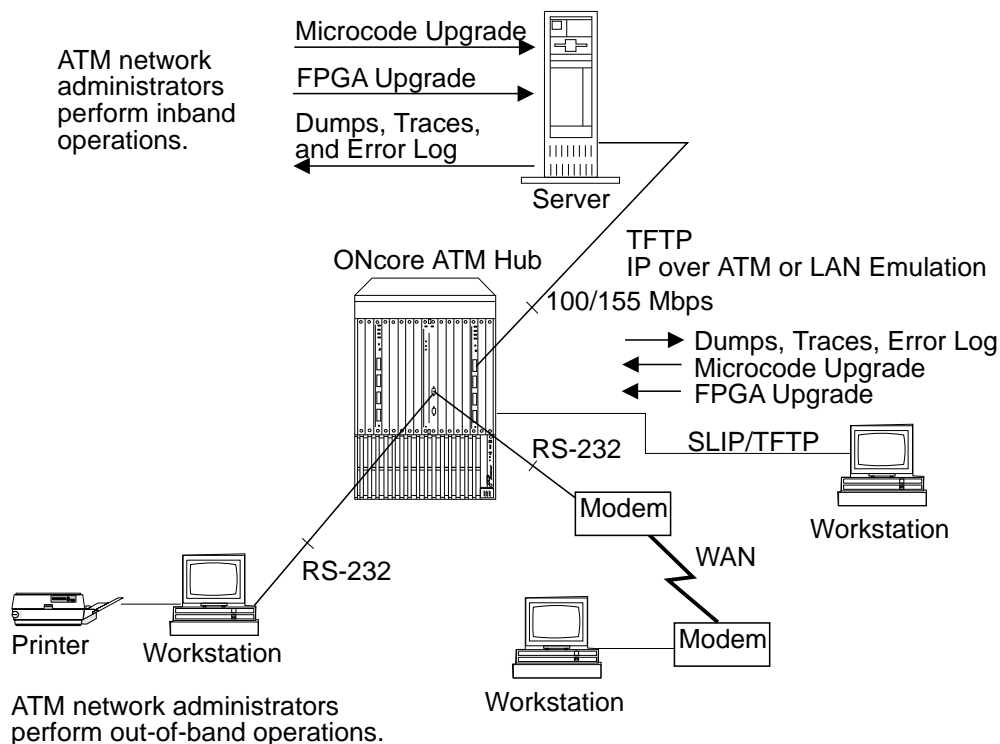 Microcode Upgrade
ATM network
administrators
perform inband
operations.
FPGA Upgrade
Dumps, Traces,
and Error Log
Server
TFTP
IP over ATM or LAN Emulation
ONcore ATM Hub
100/155 Mbps
Dumps, Traces, Error Log
Microcode Upgrade
FPGA Upgrade
SLIP/TFTP
RS-232
Modem
Workstation
WAN
RS-232
Printer
Workstation
Modem
Workstation
ATM network administrators
perform out-of-band operations.